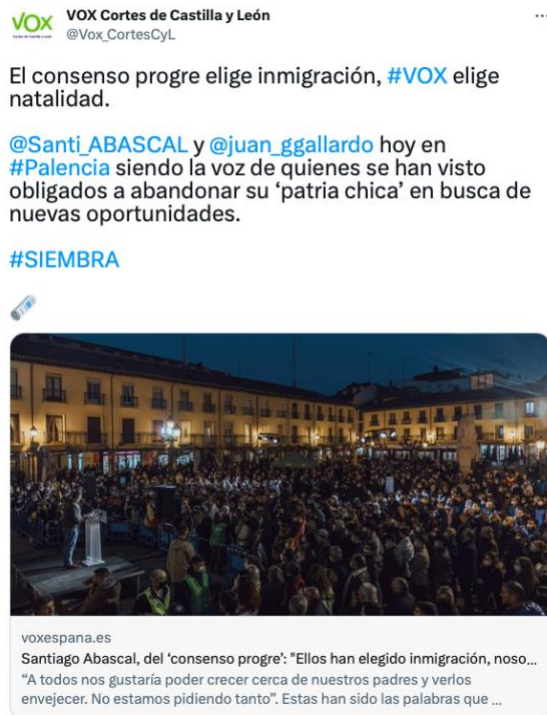 VOX
Cortes de Castilla y León
VOX Cortes de Castilla y León
@Vox_CortesCyL
El consenso progre elige inmigración, #VOX elige
natalidad.
@Santi_ABASCAL y @juan_ggallardo hoy en
#Palencia siendo la voz de quienes se han visto
obligados a abandonar su ‘patria chica’ en busca de
nuevas oportunidades.
#SIEMBRA
voxespana.es
Santiago Abascal, del ‘consenso progre’: "Ellos han elegido inmigración, noso...
“A todos nos gustaría poder crecer cerca de nuestros padres y verlos
envejecer. No estamos pidiendo tanto”. Estas han sido las palabras que ...